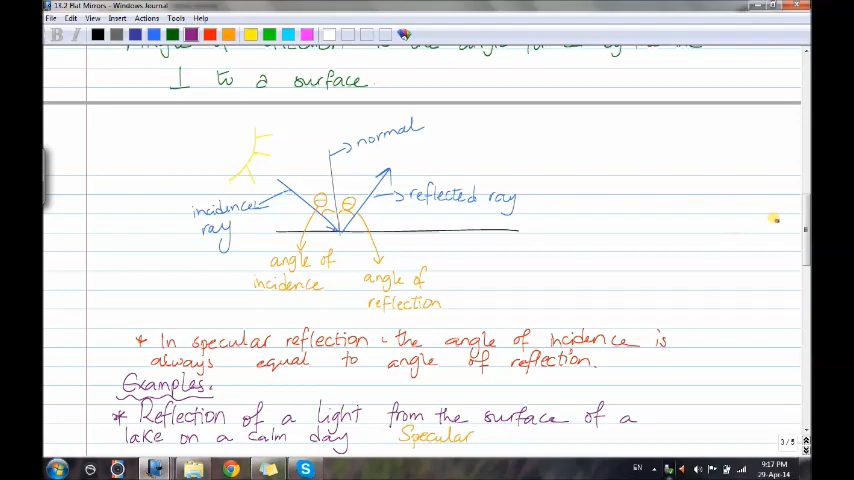 13.2 Flat Mirrors - Windows Journal
File Edit View Insert Actions Tools Help
B I
⊥ to a surface.
normal
incidence
ray
reflected ray
θ θ
angle of
incidence
angle of
reflection
* In specular reflection - the angle of incidence is
always equal to angle of reflection.
Examples.
* Reflection of a light from the surface of a
lake on a calm day Specular
3/5
EN
9:17 PM
29-Apr-14